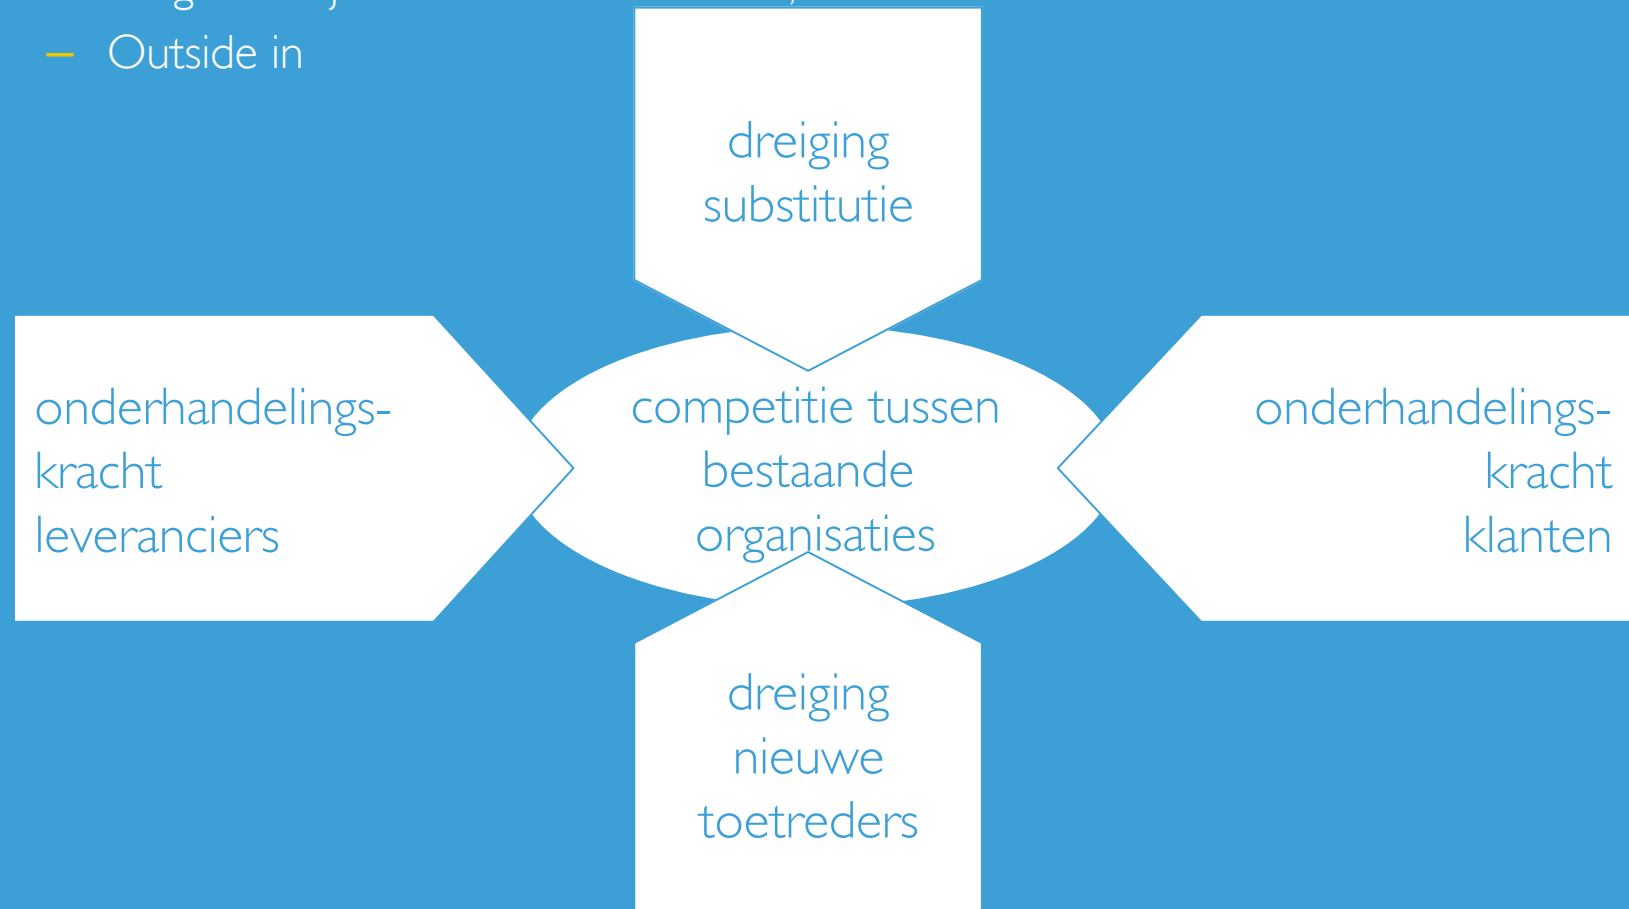 – Outside in
dreiging
substitutie
onderhandelings-
kracht
leveranciers
competitie tussen
bestaande
organisaties
onderhandelings-
kracht
klanten
dreiging
nieuwe
toetreders